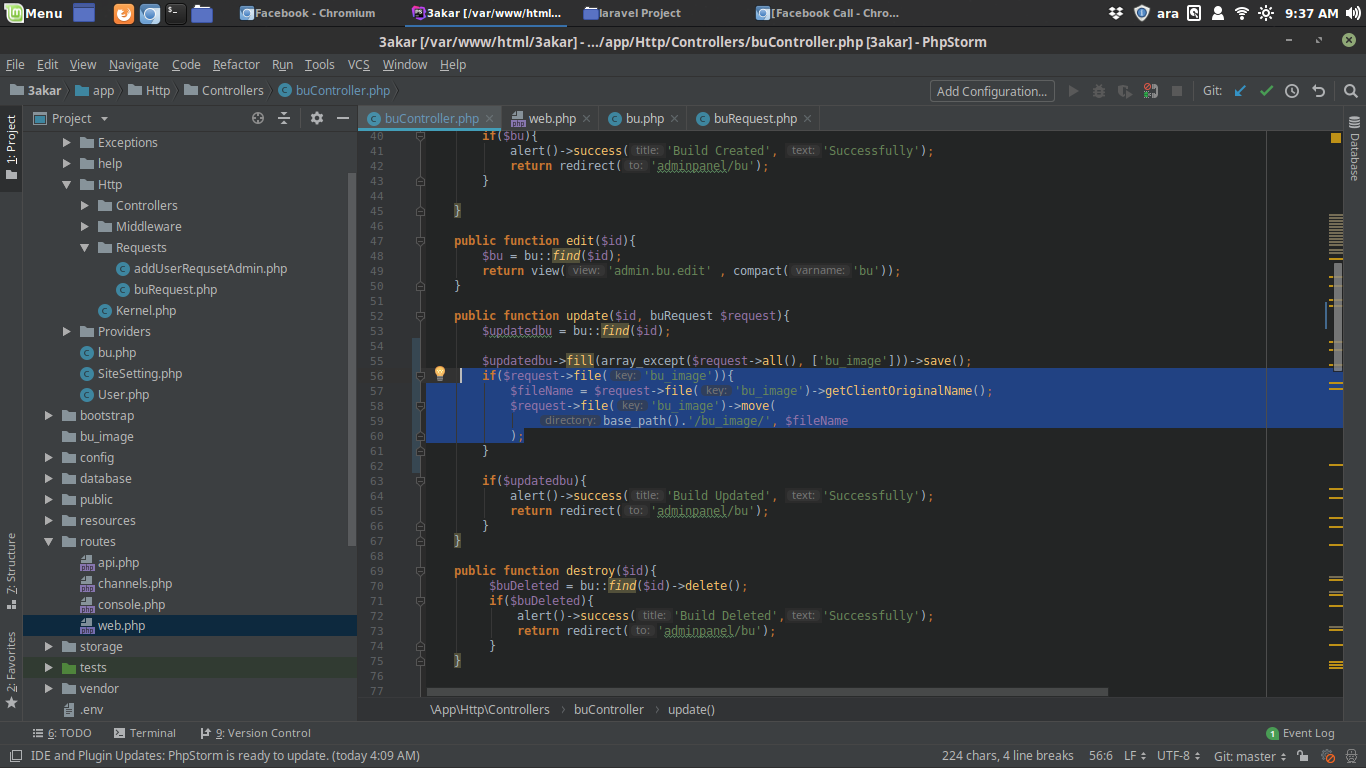 Menu
Facebook - Chromium
3akar [/var/www/html...
laravel Project
[Facebook Call - Chro...
ara
9:37 AM
3akar [/var/www/html/3akar] - .../app/Http/Controllers/buController.php [3akar] - PhpStorm
File Edit View Navigate Code Refactor Run Tools VCS Window Help
3akar app Http Controllers buController.php
Add Configuration...
Git:
1: Project
Project
Exceptions
help
Http
Controllers
Middleware
Requests
addUserRequsetAdmin.php
buRequest.php
Kernel.php
Providers
bu.php
SiteSetting.php
User.php
bootstrap
bu_image
config
database
public
resources
routes
api.php
channels.php
console.php
web.php
storage
tests
vendor
.env
7: Structure
2: Favorites
buController.php web.php bu.php buRequest.php
Database
40 if($bu){
41 alert()->success( title: 'Build Created', text: 'Successfully');
42 return redirect( to: 'adminpanel/bu');
43 }
44
45 }
46
47 public function edit($id){
48 $bu = bu::find($id);
49 return view( view: 'admin.bu.edit' , compact( varname: 'bu'));
50 }
51
52 public function update($id, buRequest $request){
53 $updatedbu = bu::find($id);
54
55 $updatedbu->fill(array_except($request->all(), ['bu_image']))->save();
56 if($request->file( key: 'bu_image')){
57 $fileName = $request->file( key: 'bu_image')->getClientOriginalName();
58 $request->file( key: 'bu_image')->move(
59 directory: base_path().'/bu_image/', $fileName
60 );
61 }
62
63 if($updatedbu){
64 alert()->success( title: 'Build Updated', text: 'Successfully');
65 return redirect( to: 'adminpanel/bu');
66 }
67 }
68
69 public function destroy($id){
70 $buDeleted = bu::find($id)->delete();
71 if($buDeleted){
72 alert()->success( title: 'Build Deleted', text: 'Successfully');
73 return redirect( to: 'adminpanel/bu');
74 }
75 }
76
77
\App\Http\Controllers buController update()
6: TODO Terminal 9: Version Control
1 Event Log
IDE and Plugin Updates: PhpStorm is ready to update. (today 4:09 AM)
224 chars, 4 line breaks 56:6 LF UTF-8 Git: master